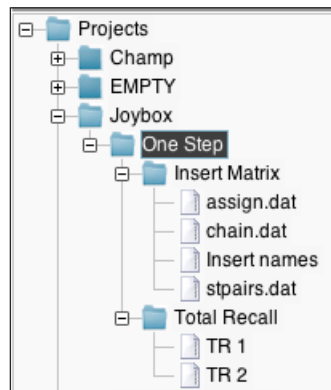 Projects
Champ
EMPTY
Joybox
One Step
Insert Matrix
assign.dat
chain.dat
Insert names
stpairs.dat
Total Recall
TR 1
TR 2